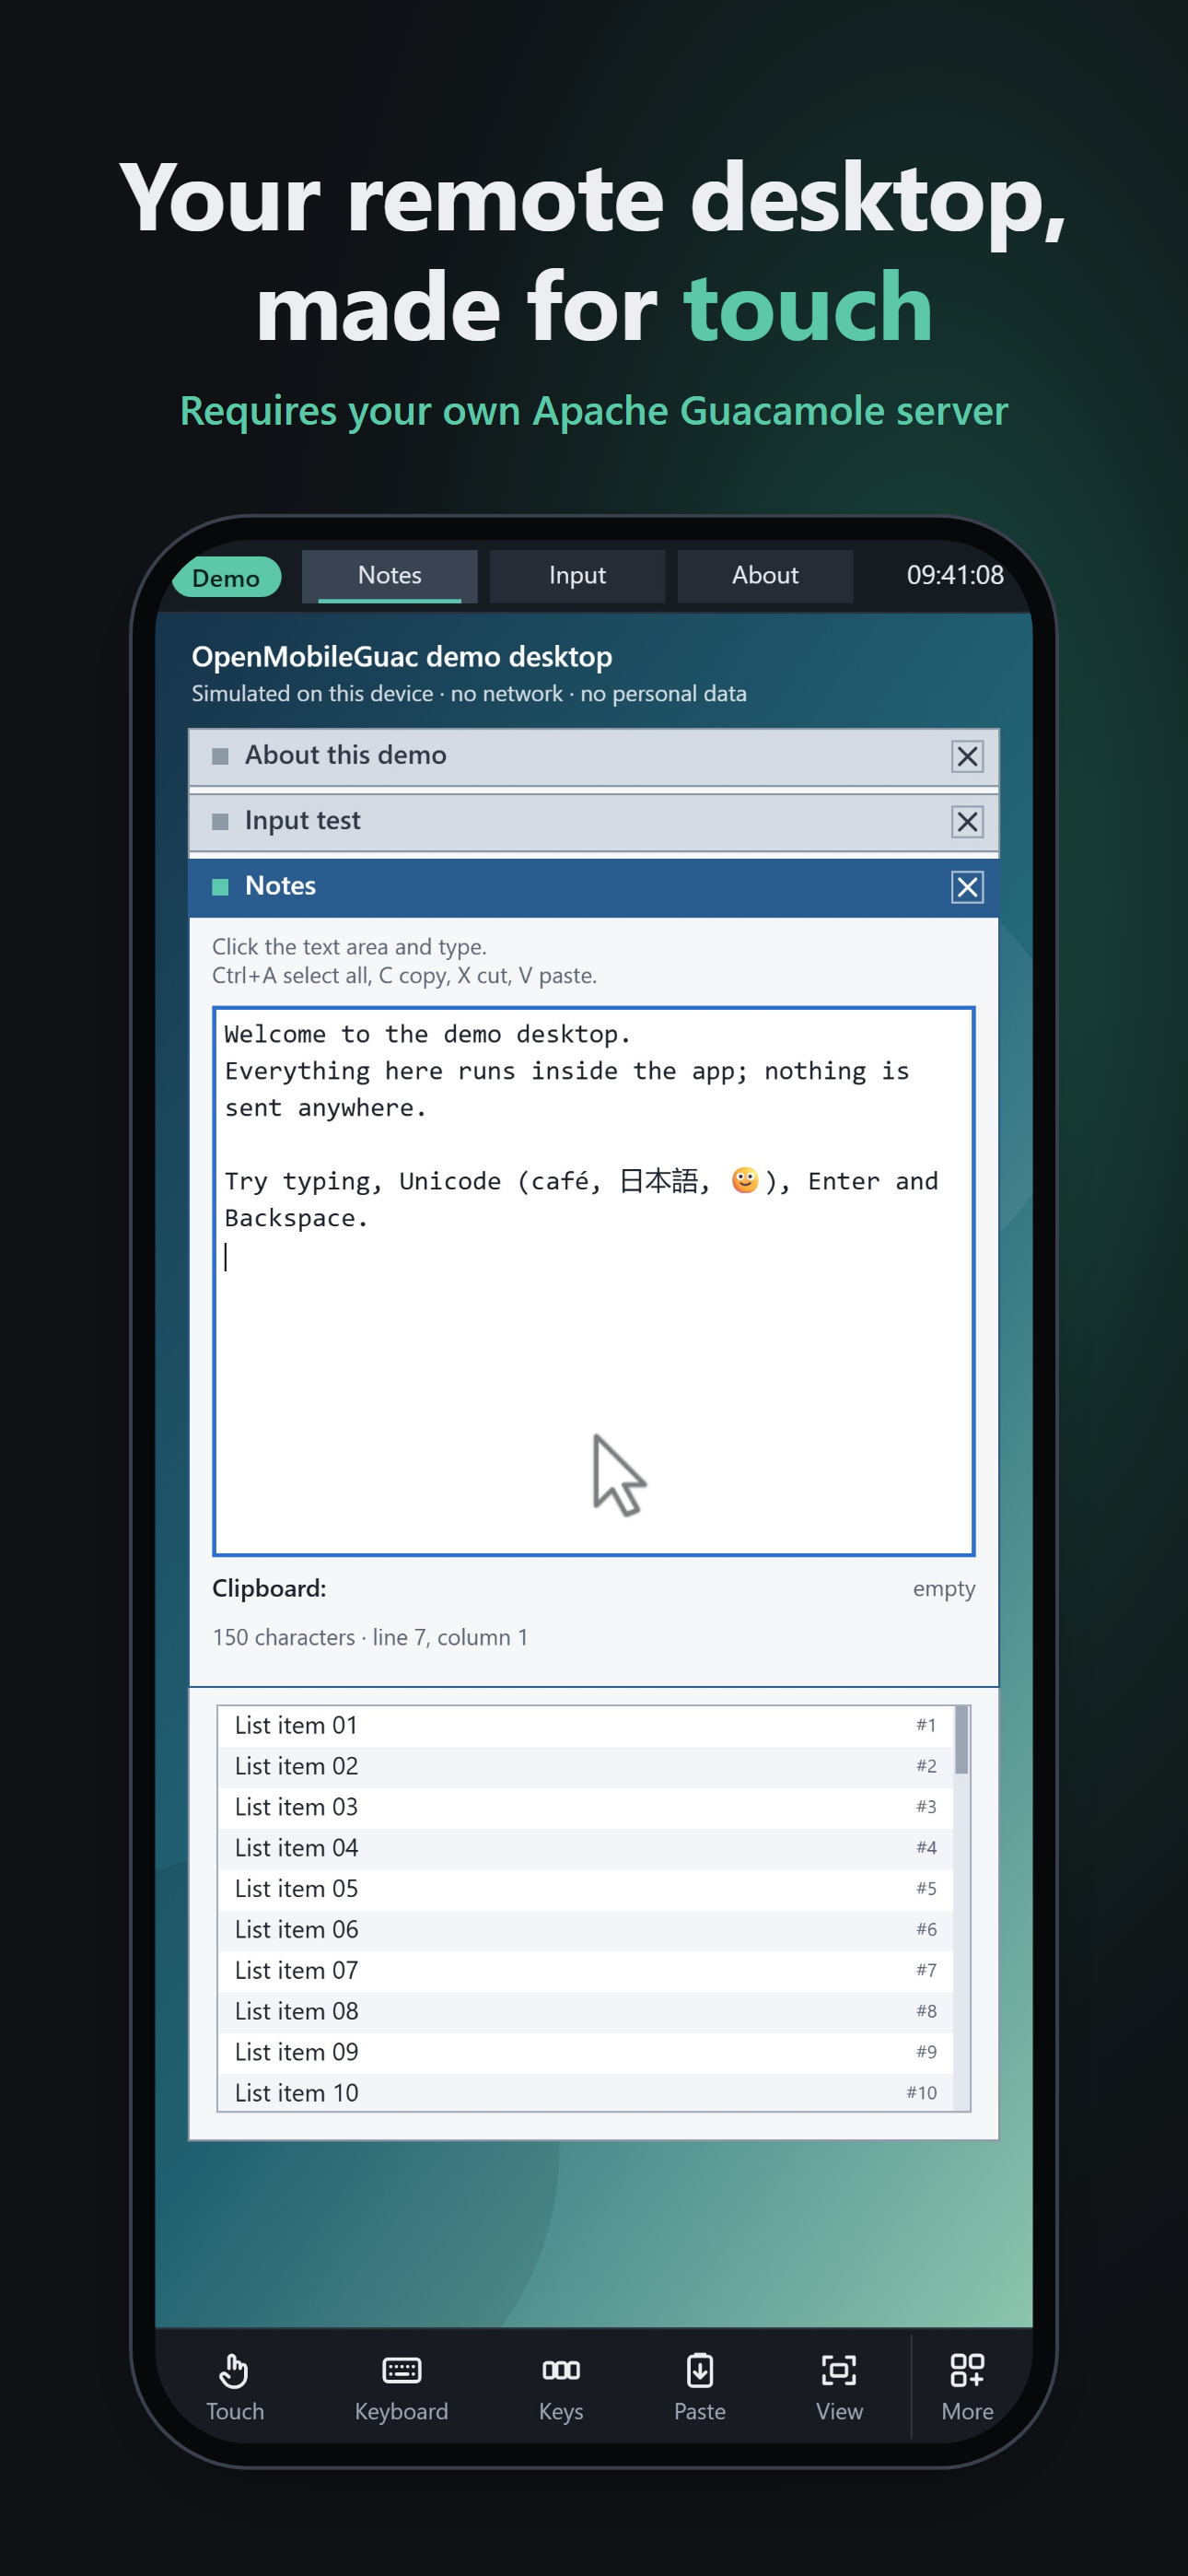 Your remote desktop,
made for touch
Requires your own Apache Guacamole server
Demo
Notes
Input
About
09:41:08
OpenMobileGuac demo desktop
Simulated on this device · no network · no personal data
About this demo
Input test
Notes
Click the text area and type.
Ctrl+A select all, C copy, X cut, V paste.
Welcome to the demo desktop.
Everything here runs inside the app; nothing is
sent anywhere.
Try typing, Unicode (café, 日本語, 🙂), Enter and
Backspace.
Clipboard: empty
150 characters · line 7, column 1
List item 01 #1
List item 02 #2
List item 03 #3
List item 04 #4
List item 05 #5
List item 06 #6
List item 07 #7
List item 08 #8
List item 09 #9
List item 10 #10
Touch
Keyboard
Keys
Paste
View
More